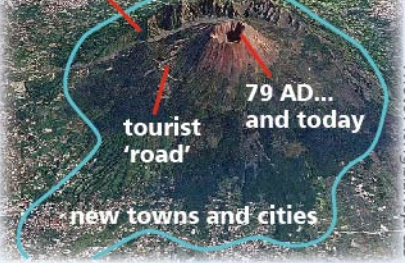 79 AD...
and today
tourist
'road'
new towns and cities